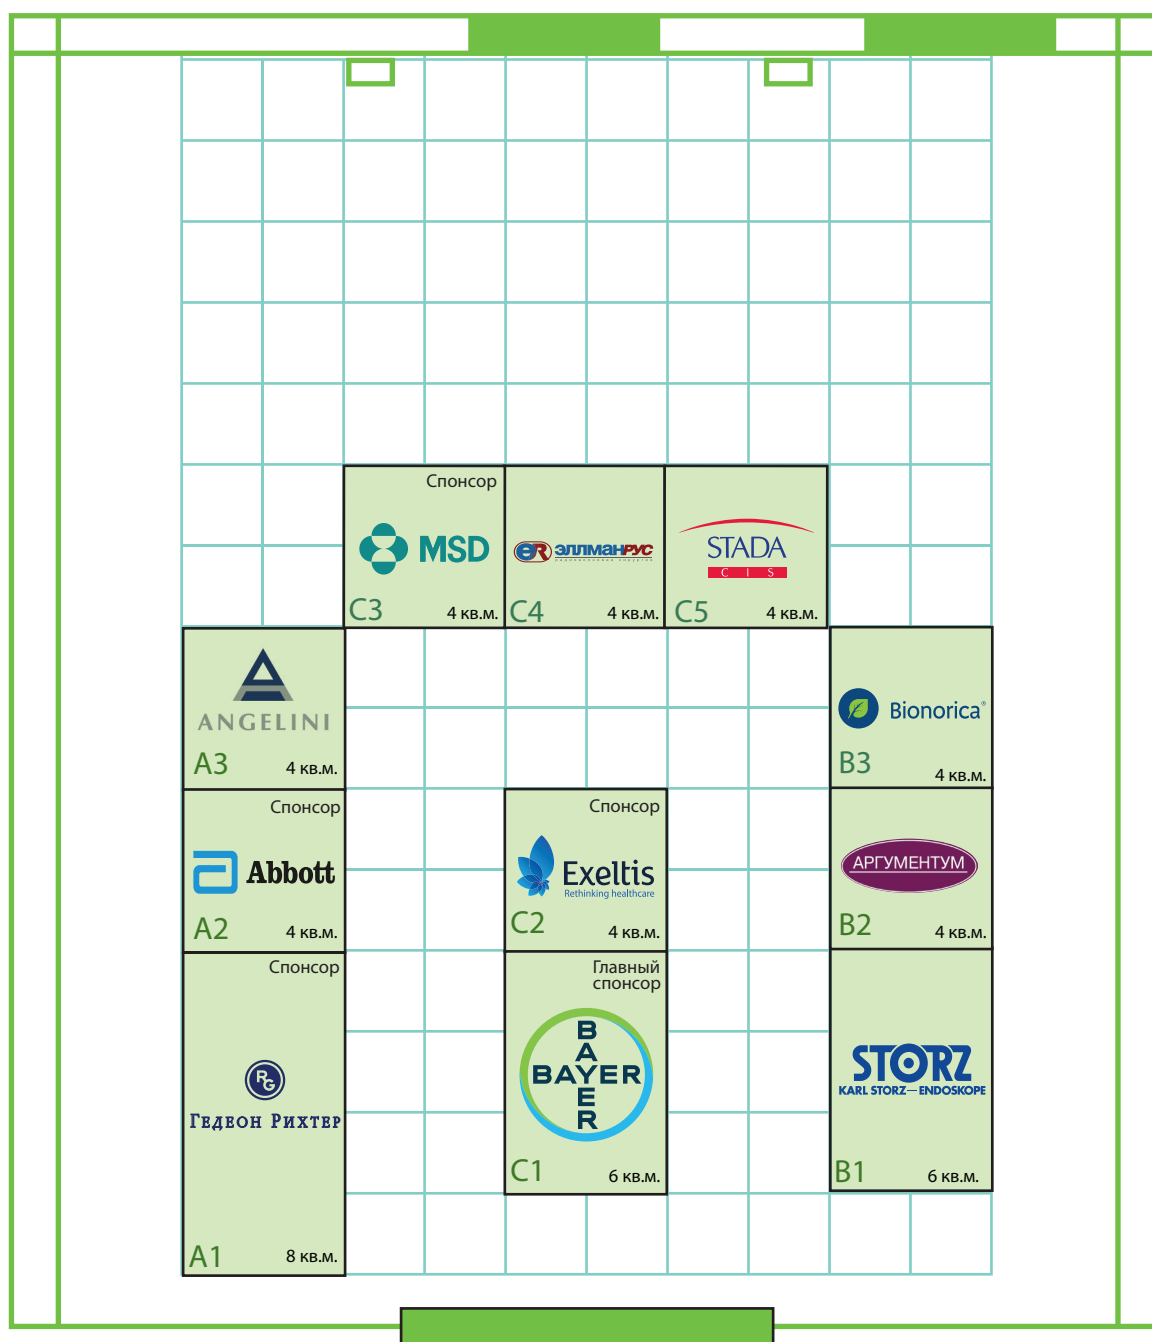 Спонсор
MSD
C3
4 кв.м.
eR эллманРУС
C4
4 кв.м.
STADA
CIS
C5
4 кв.м.
ANGELINI
A3
4 кв.м.
Bionorica®
B3
4 кв.м.
Спонсор
Abbott
A2
4 кв.м.
Спонсор
Exeltis
Rethinking healthcare
C2
4 кв.м.
АРГУМЕНТУМ
B2
4 кв.м.
Спонсор
RG
Гедеон Рихтер
A1
8 кв.м.
Главный
спонсор
BAYER
BAYER
C1
6 кв.м.
STORZ
KARL STORZ—ENDOSKOPE
B1
6 кв.м.